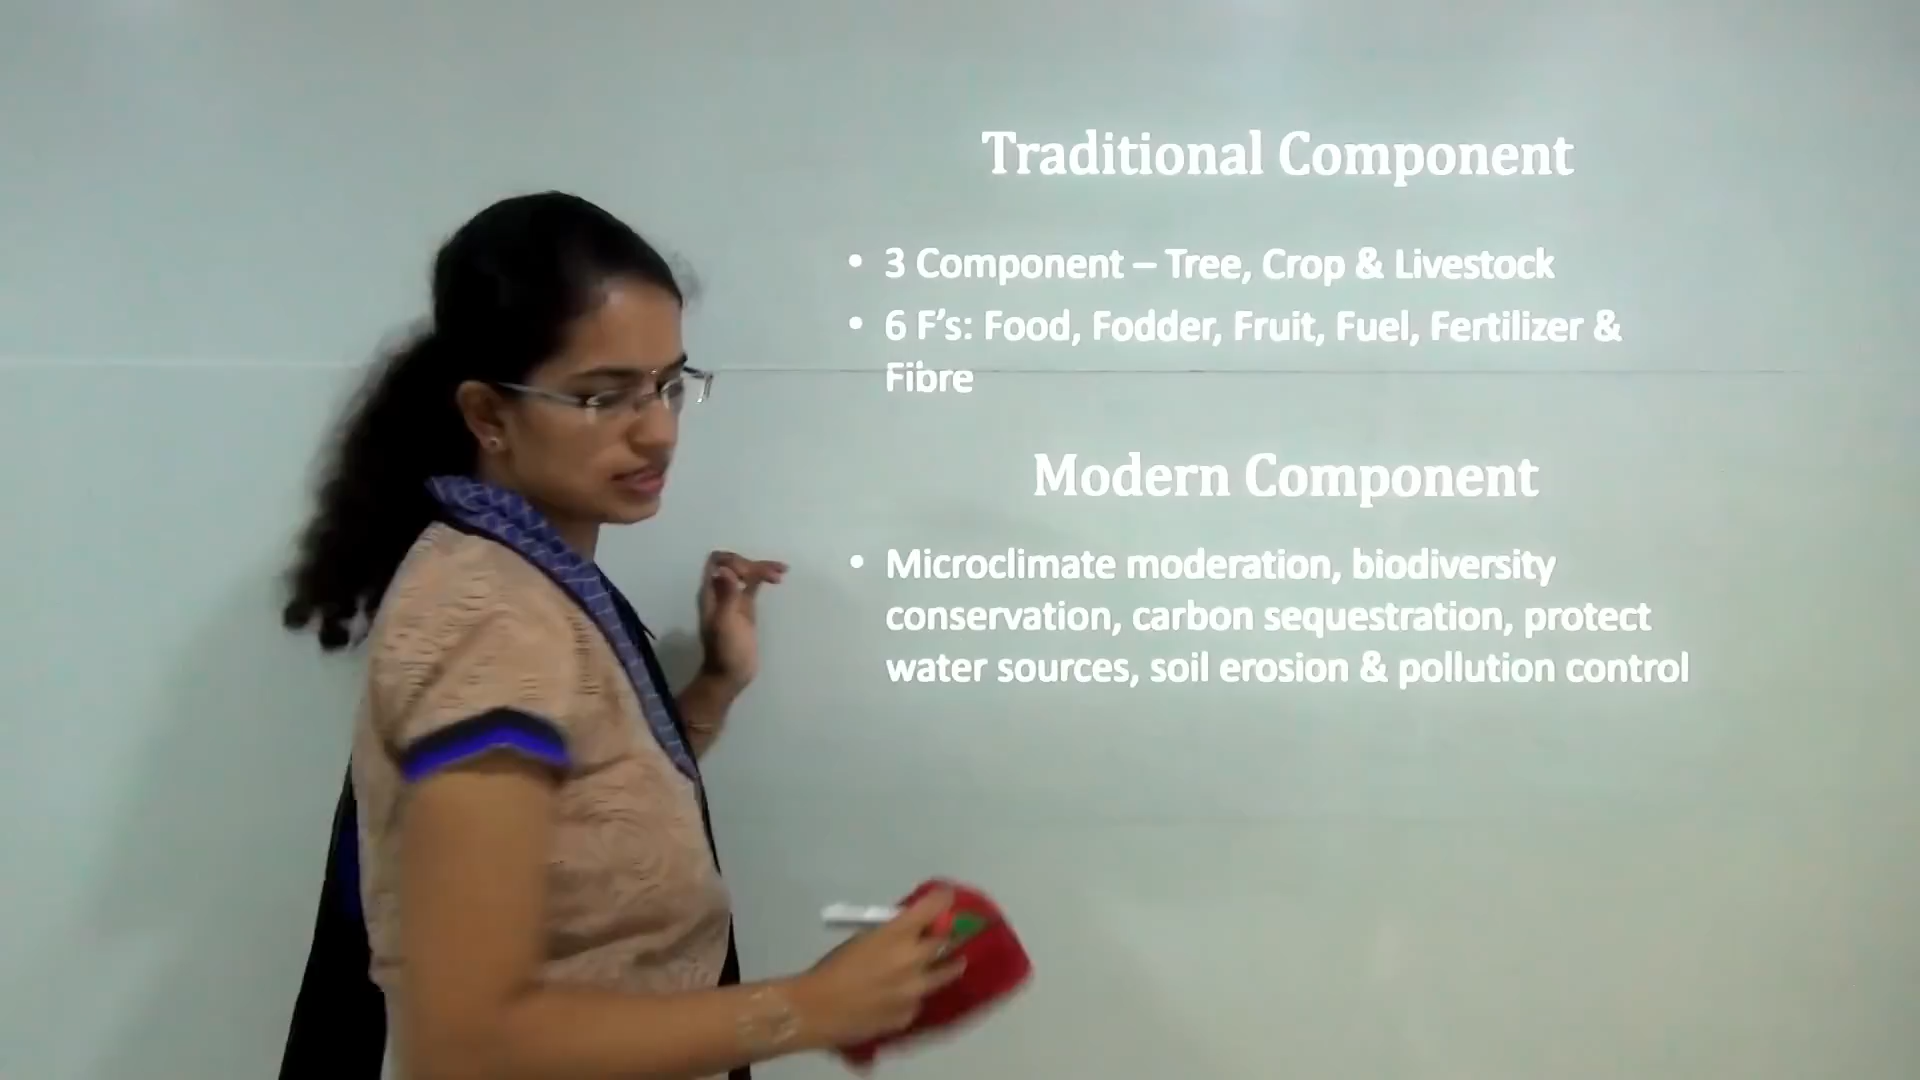 Traditional Component
• 3 Component – Tree, Crop & Livestock
• 6 F's: Food, Fodder, Fruit, Fuel, Fertilizer &
Fibre
Modern Component
• Microclimate moderation, biodiversity
conservation, carbon sequestration, protect
water sources, soil erosion & pollution control